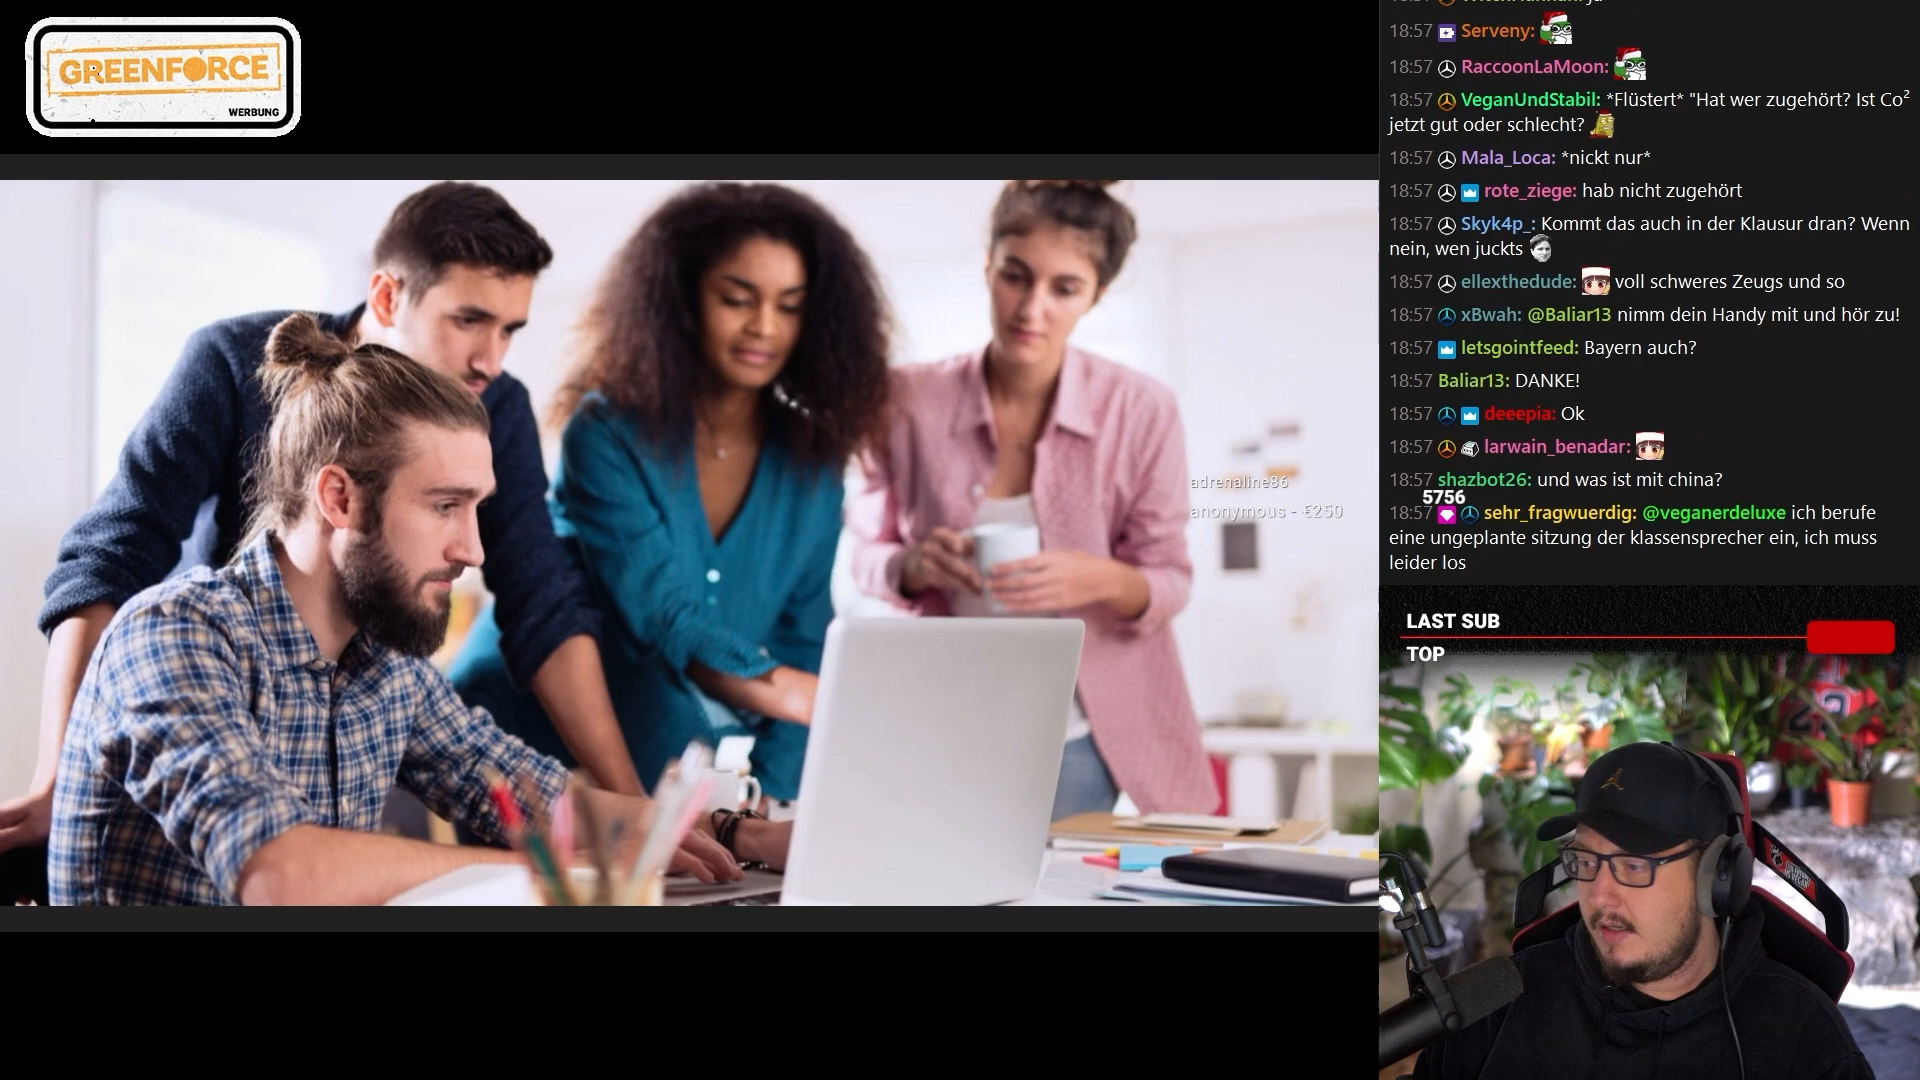 GREENFORCE
WERBUNG
adrenaline86
anonymous - €250
18:57 Serveny:
18:57 RaccoonLaMoon:
18:57 VeganUndStabil: *Flüstert* "Hat wer zugehört? Ist Co²
jetzt gut oder schlecht?
18:57 Mala_Loca: *nickt nur*
18:57 rote_ziege: hab nicht zugehört
18:57 Skyk4p_: Kommt das auch in der Klausur dran? Wenn
nein, wen juckts
18:57 ellexthedude: voll schweres Zeugs und so
18:57 xBwah: @Baliar13 nimm dein Handy mit und hör zu!
18:57 letsgointfeed: Bayern auch?
18:57 Baliar13: DANKE!
18:57 deeepia: Ok
18:57 larwain_benadar:
18:57 shazbot26: und was ist mit china?
5756
18:57 sehr_fragwuerdig: @veganerdeluxe ich berufe
eine ungeplante sitzung der klassensprecher ein, ich muss
leider los
LAST SUB
TOP
23